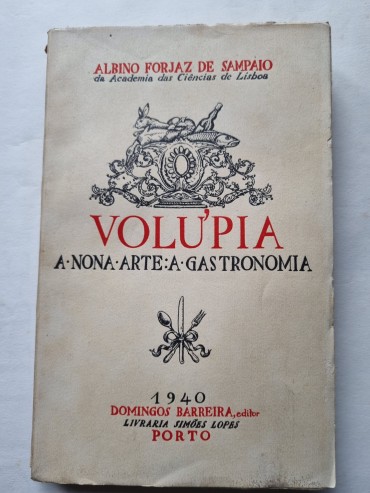 ALBINO FORJAZ DE SAMPAIO
da Academia das Ciências de Lisboa
VOLÚPIA
A·NONA·ARTE:A·GASTRONOMIA
1940
DOMINGOS BARREIRA, editor
LIVRARIA SIMÕES LOPES
PORTO